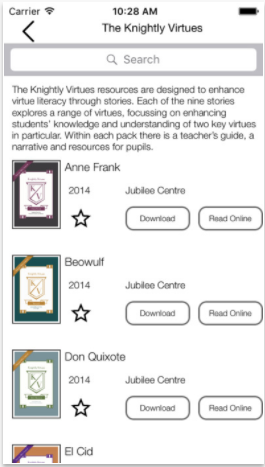 Carrier 10:28 AM
The Knightly Virtues
Search
The Knightly Virtues resources are designed to enhance
virtue literacy through stories. Each of the nine stories
explores a range of virtues, focussing on enhancing
students' knowledge and understanding of two key virtues
in particular. Within each pack there is a teacher's guide, a
narrative and resources for pupils.
Anne Frank
2014 Jubilee Centre
Download Read Online
Beowulf
2014 Jubilee Centre
Download Read Online
Don Quixote
2014 Jubilee Centre
Download Read Online
El Cid